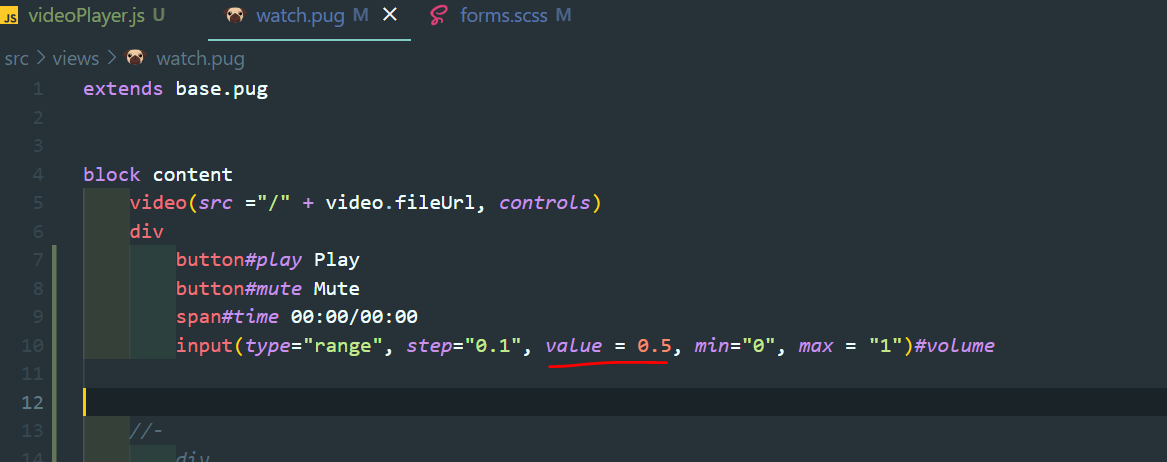 JS videoPlayer.js U watch.pug M × forms.scss M
src > views > watch.pug
1 extends base.pug
2
3
4 block content
5 video(src ="/" + video.fileUrl, controls)
6 div
7 button#play Play
8 button#mute Mute
9 span#time 00:00/00:00
10 input(type="range", step="0.1", value = 0.5, min="0", max = "1")#volume
11
12
13 //-
14 div